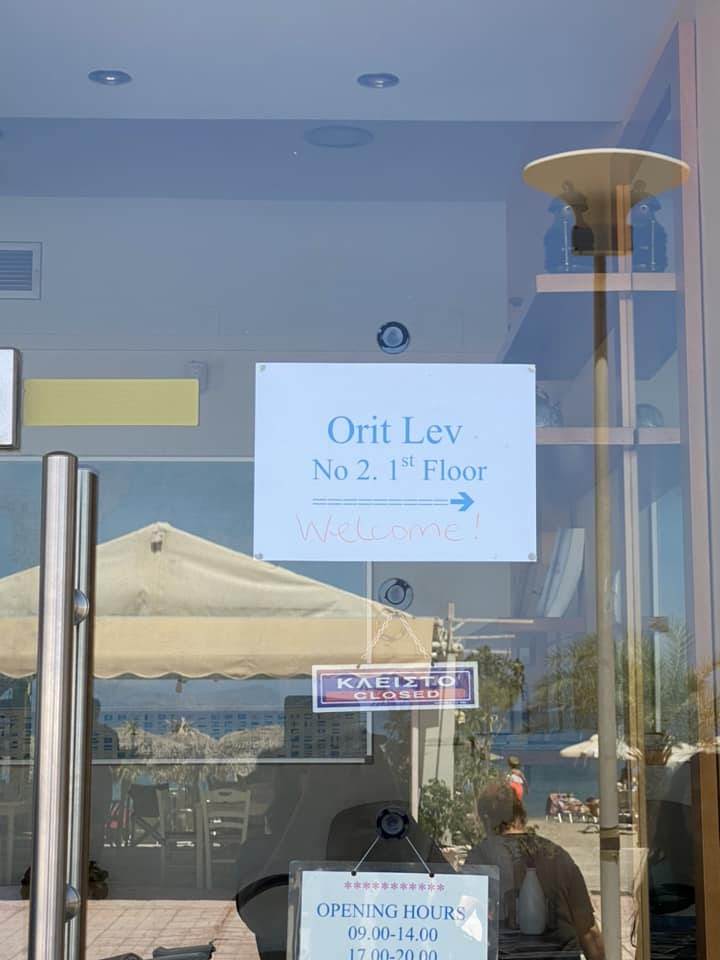 Orit Lev
No 2. 1st Floor
Welcome!
ΚΛΕΙΣΤΟ
CLOSED
***********
OPENING HOURS
09.00-14.00
17.00-20.00